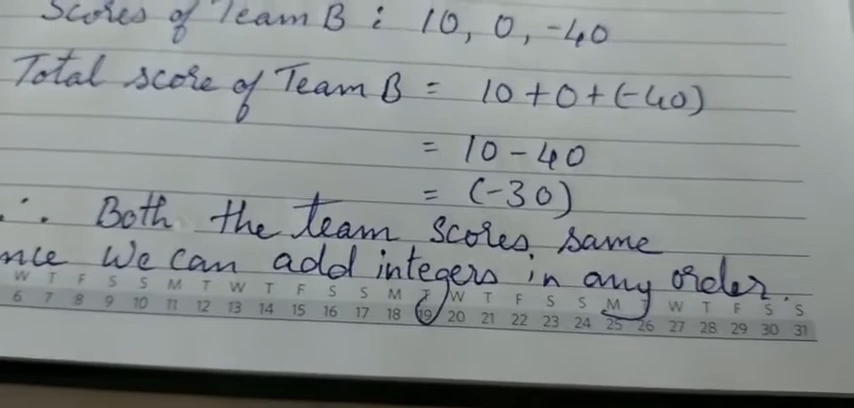 Scores of Team B : 10, 0, -40
Total score of Team B = 10+0+(-40)
= 10-40
= (-30)
∴ Both the team scores same
We can add integers in any order.
W T F S S M T W T F S S M T W T F S S M W T F S S
6 7 8 9 10 11 12 13 14 15 16 17 18 19 20 21 22 23 24 25 26 27 28 29 30 31